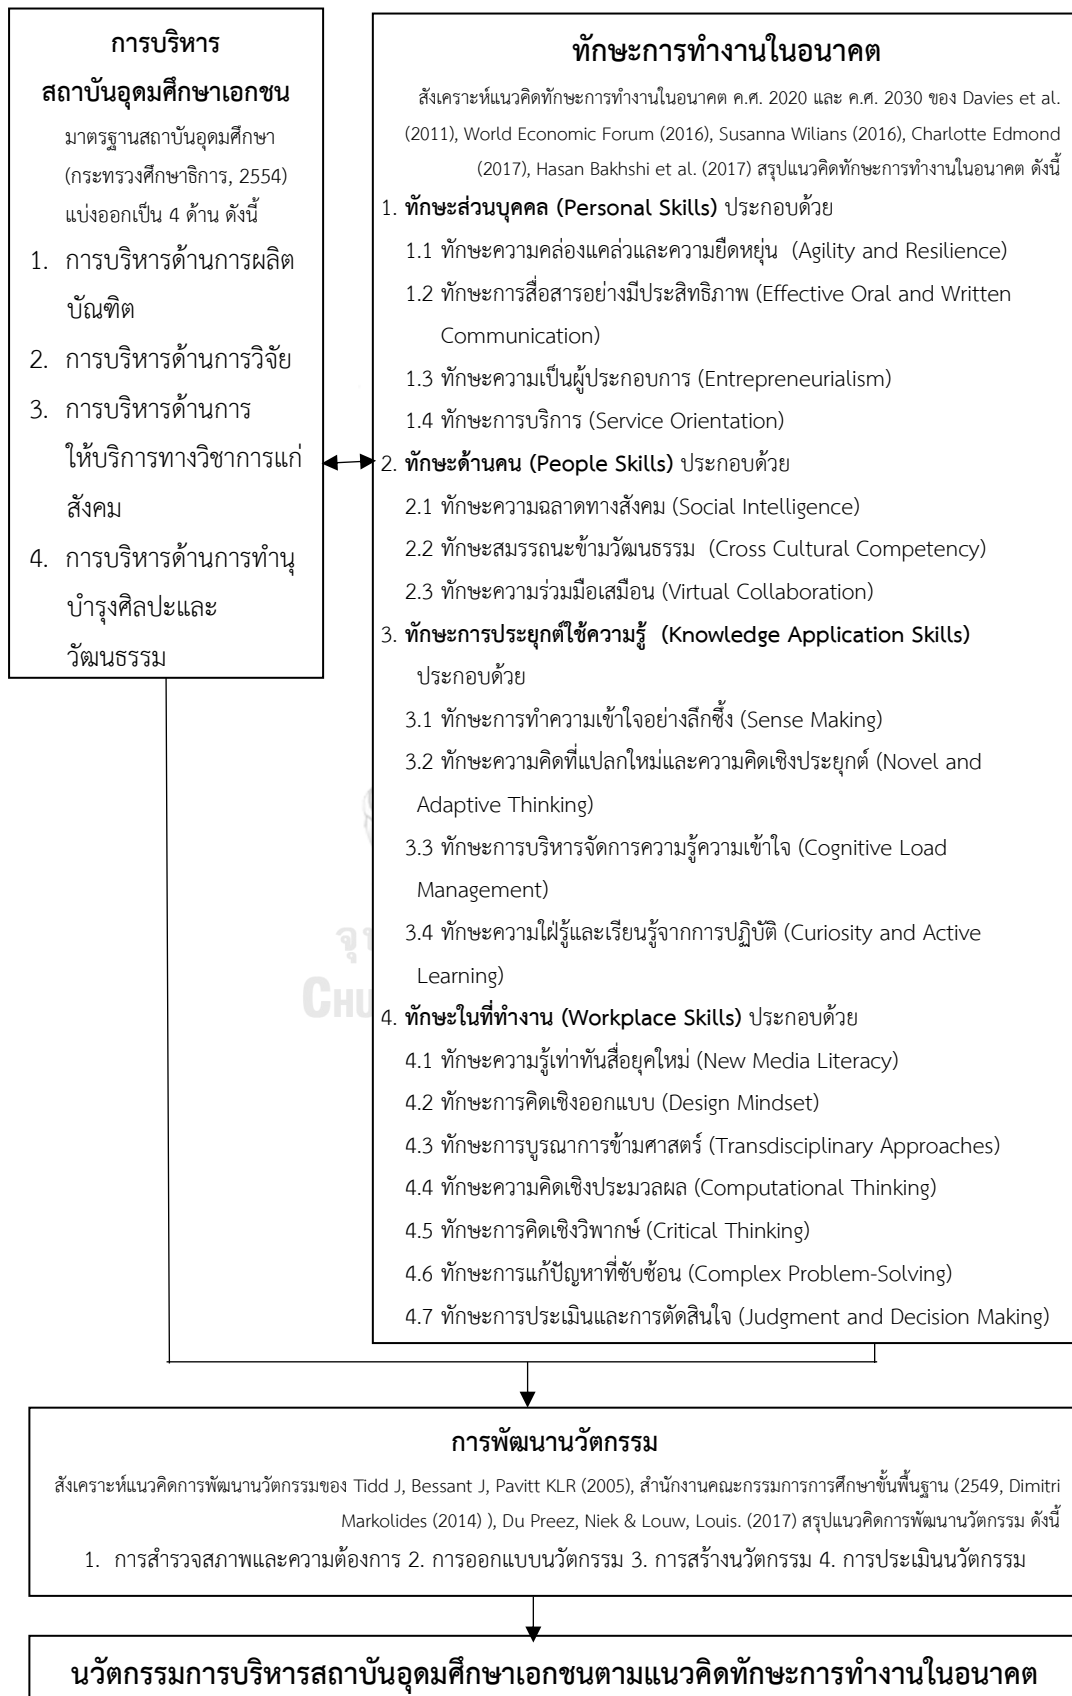 การบริหาร
สถาบันอุดมศึกษาเอกชน
มาตรฐานสถาบันอุดมศึกษา
(กระทรวงศึกษาธิการ, 2554)
แบ่งออกเป็น 4 ด้าน ดังนี้
1. การบริหารด้านการผลิต
บัณฑิต
2. การบริหารด้านการวิจัย
3. การบริหารด้านการ
ให้บริการทางวิชาการแก่
สังคม
4. การบริหารด้านการทำนุ
บำรุงศิลปะและ
วัฒนธรรม
ทักษะการทำงานในอนาคต
สังเคราะห์แนวคิดทักษะการทำงานในอนาคต ค.ศ. 2020 และ ค.ศ. 2030 ของ Davies et al.
(2011), World Economic Forum (2016), Susanna Wilians (2016), Charlotte Edmond
(2017), Hasan Bakhshi et al. (2017) สรุปแนวคิดทักษะการทำงานในอนาคต ดังนี้
1. ทักษะส่วนบุคคล (Personal Skills) ประกอบด้วย
1.1 ทักษะความคล่องแคล่วและความยืดหยุ่น (Agility and Resilience)
1.2 ทักษะการสื่อสารอย่างมีประสิทธิภาพ (Effective Oral and Written
Communication)
1.3 ทักษะความเป็นผู้ประกอบการ (Entrepreneurialism)
1.4 ทักษะการบริการ (Service Orientation)
2. ทักษะด้านคน (People Skills) ประกอบด้วย
2.1 ทักษะความฉลาดทางสังคม (Social Intelligence)
2.2 ทักษะสมรรถนะข้ามวัฒนธรรม (Cross Cultural Competency)
2.3 ทักษะความร่วมมือเสมือน (Virtual Collaboration)
3. ทักษะการประยุกต์ใช้ความรู้ (Knowledge Application Skills)
ประกอบด้วย
3.1 ทักษะการทำความเข้าใจอย่างลึกซึ้ง (Sense Making)
3.2 ทักษะความคิดที่แปลกใหม่และความคิดเชิงประยุกต์ (Novel and
Adaptive Thinking)
3.3 ทักษะการบริหารจัดการความรู้ความเข้าใจ (Cognitive Load
Management)
3.4 ทักษะความใฝ่รู้และเรียนรู้จากการปฏิบัติ (Curiosity and Active
Learning)
4. ทักษะในที่ทำงาน (Workplace Skills) ประกอบด้วย
4.1 ทักษะความรู้เท่าทันสื่อยุคใหม่ (New Media Literacy)
4.2 ทักษะการคิดเชิงออกแบบ (Design Mindset)
4.3 ทักษะการบูรณาการข้ามศาสตร์ (Transdisciplinary Approaches)
4.4 ทักษะความคิดเชิงประมวลผล (Computational Thinking)
4.5 ทักษะการคิดเชิงวิพากษ์ (Critical Thinking)
4.6 ทักษะการแก้ปัญหาที่ซับซ้อน (Complex Problem-Solving)
4.7 ทักษะการประเมินและการตัดสินใจ (Judgment and Decision Making)
การพัฒนานวัตกรรม
สังเคราะห์แนวคิดการพัฒนานวัตกรรมของ Tidd J, Bessant J, Pavitt KLR (2005), สำนักงานคณะกรรมการการศึกษาขั้นพื้นฐาน (2549, Dimitri
Markolides (2014) ), Du Preez, Niek & Louw, Louis. (2017) สรุปแนวคิดการพัฒนานวัตกรรม ดังนี้
1. การสำรวจสภาพและความต้องการ 2. การออกแบบนวัตกรรม 3. การสร้างนวัตกรรม 4. การประเมินนวัตกรรม
นวัตกรรมการบริหารสถาบันอุดมศึกษาเอกชนตามแนวคิดทักษะการทำงานในอนาคต